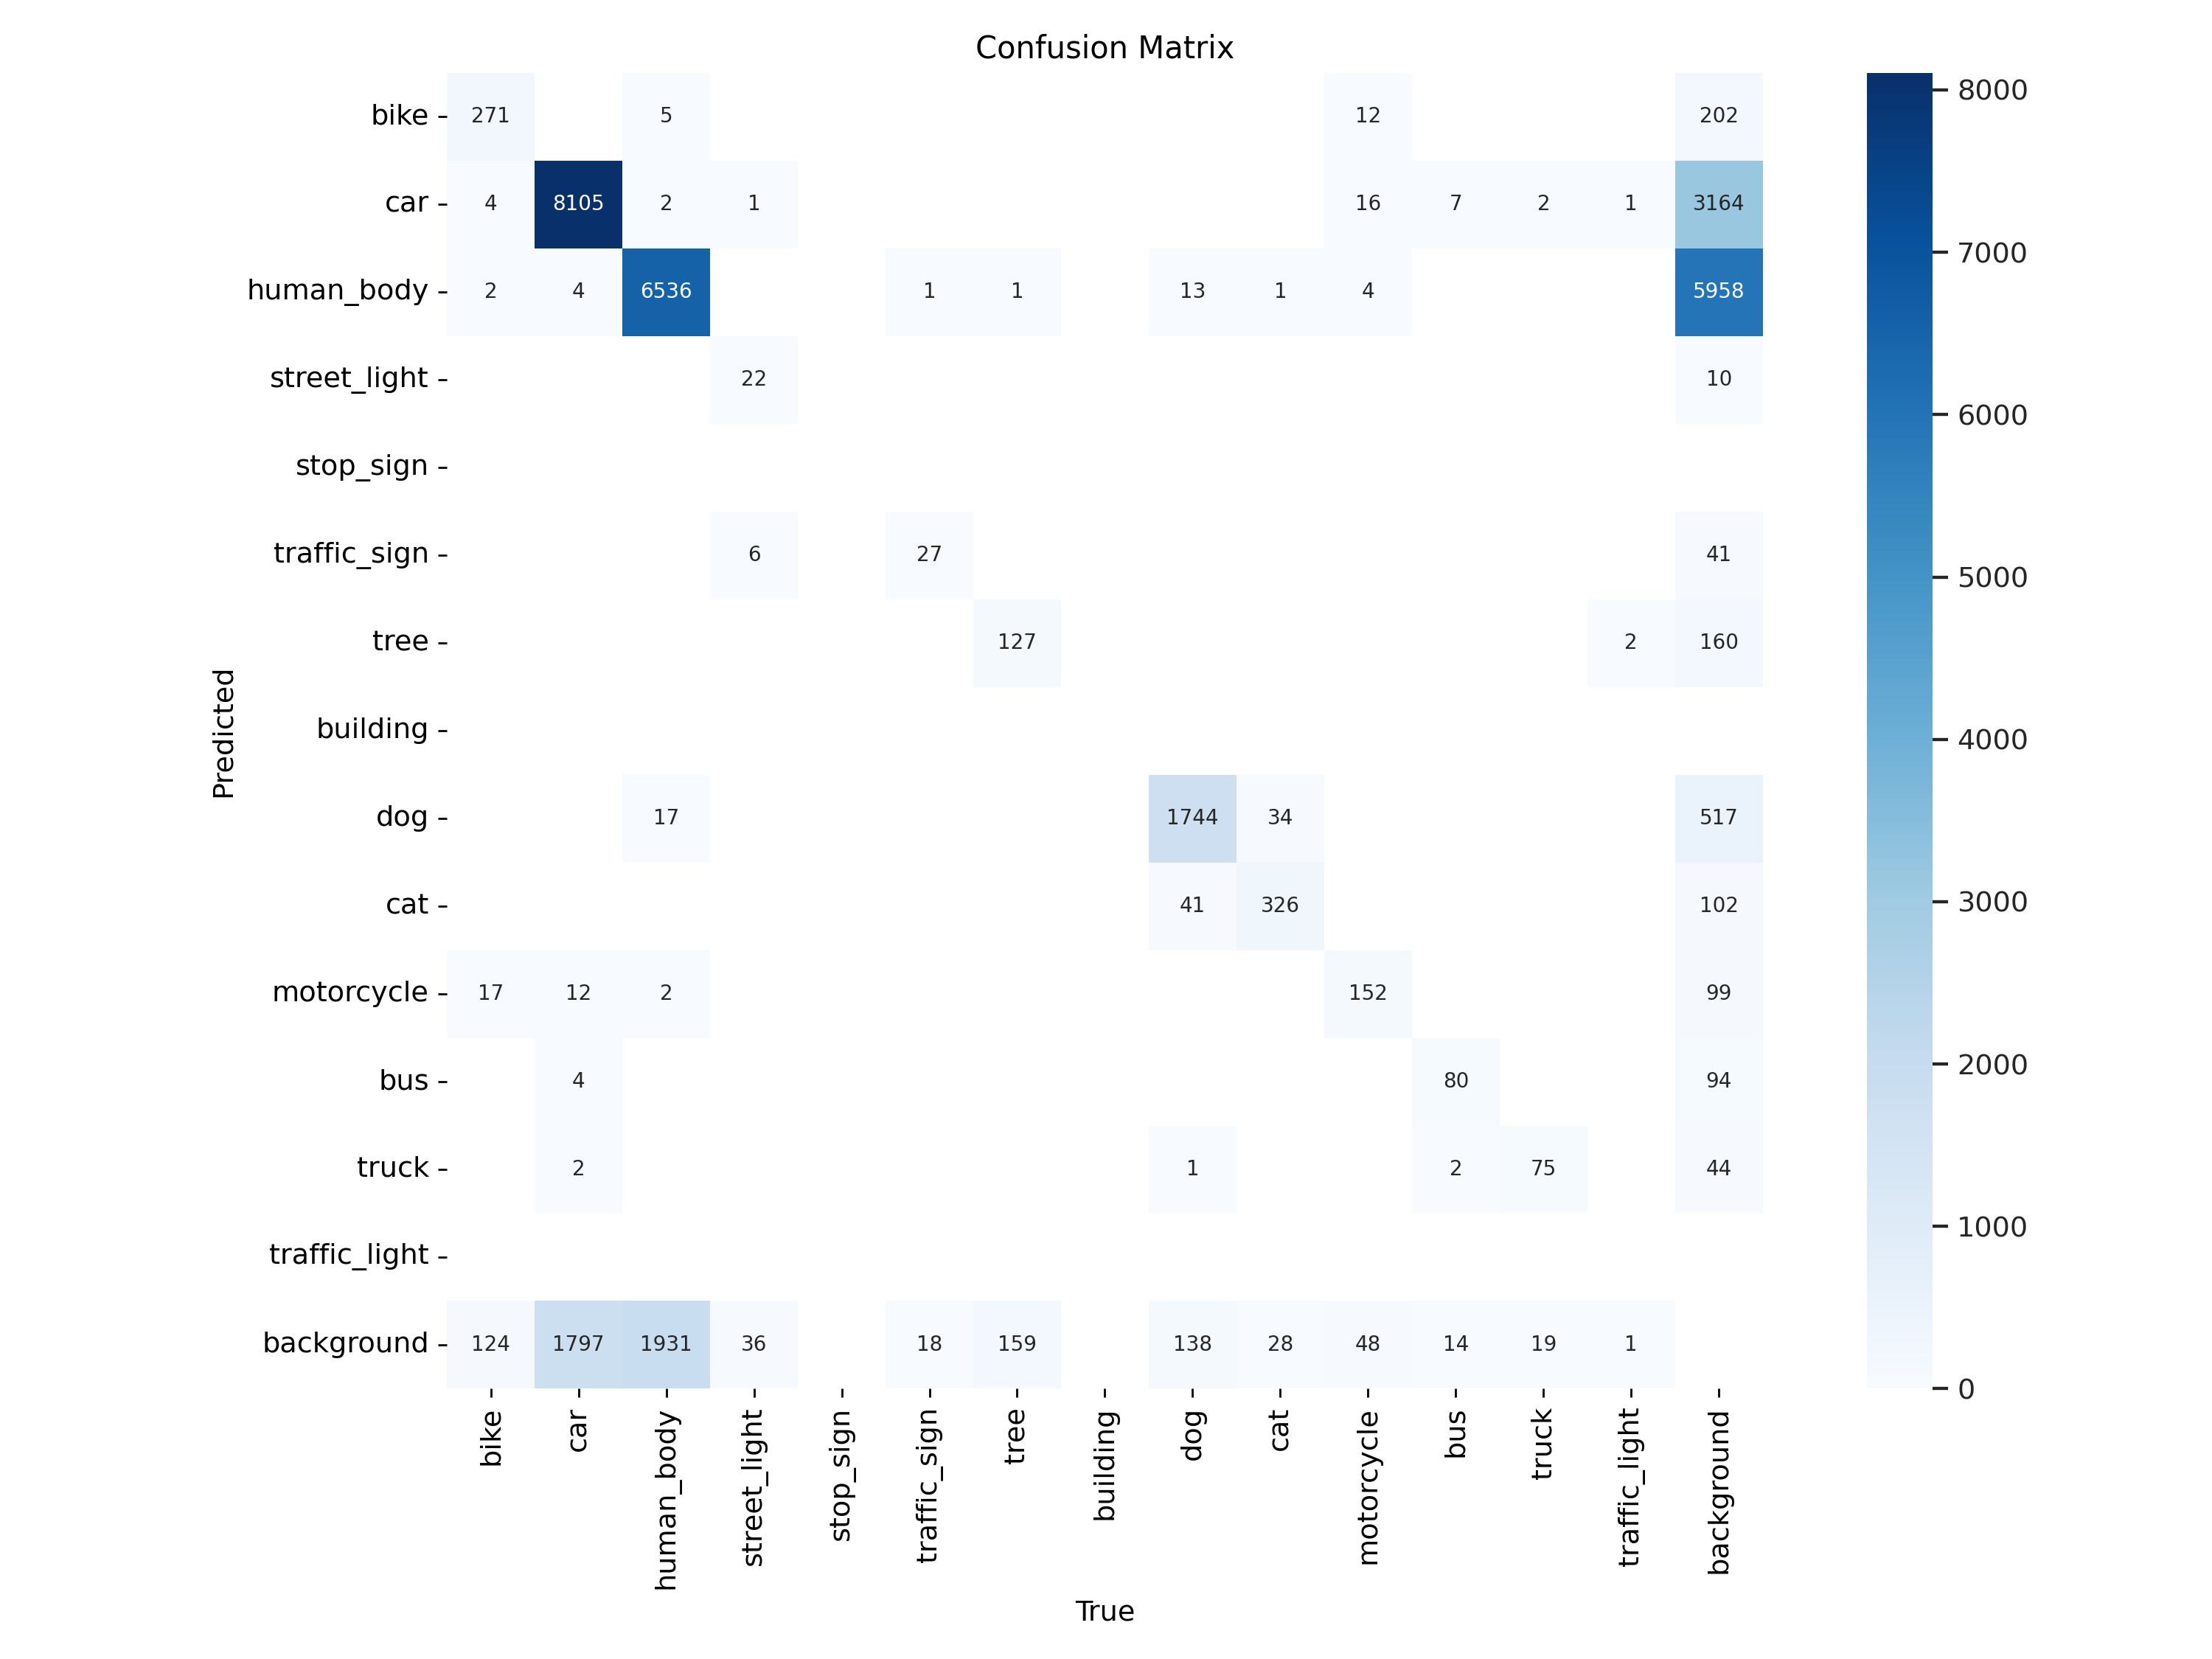 Confusion Matrix
bike 271 5 12 202
car 4 8105 2 1 16 7 2 1 3164
human_body 2 4 6536 1 1 13 1 4 5958
street_light 22 10
stop_sign
traffic_sign 6 27 41
tree 127 2 160
building
dog 17 1744 34 517
cat 41 326 102
motorcycle 17 12 2 152 99
bus 4 80 94
truck 2 1 2 75 44
traffic_light
background 124 1797 1931 36 18 159 138 28 48 14 19 1
Predicted
bike car human_body street_light stop_sign traffic_sign tree building dog cat motorcycle bus truck traffic_light background
True
8000
7000
6000
5000
4000
3000
2000
1000
0